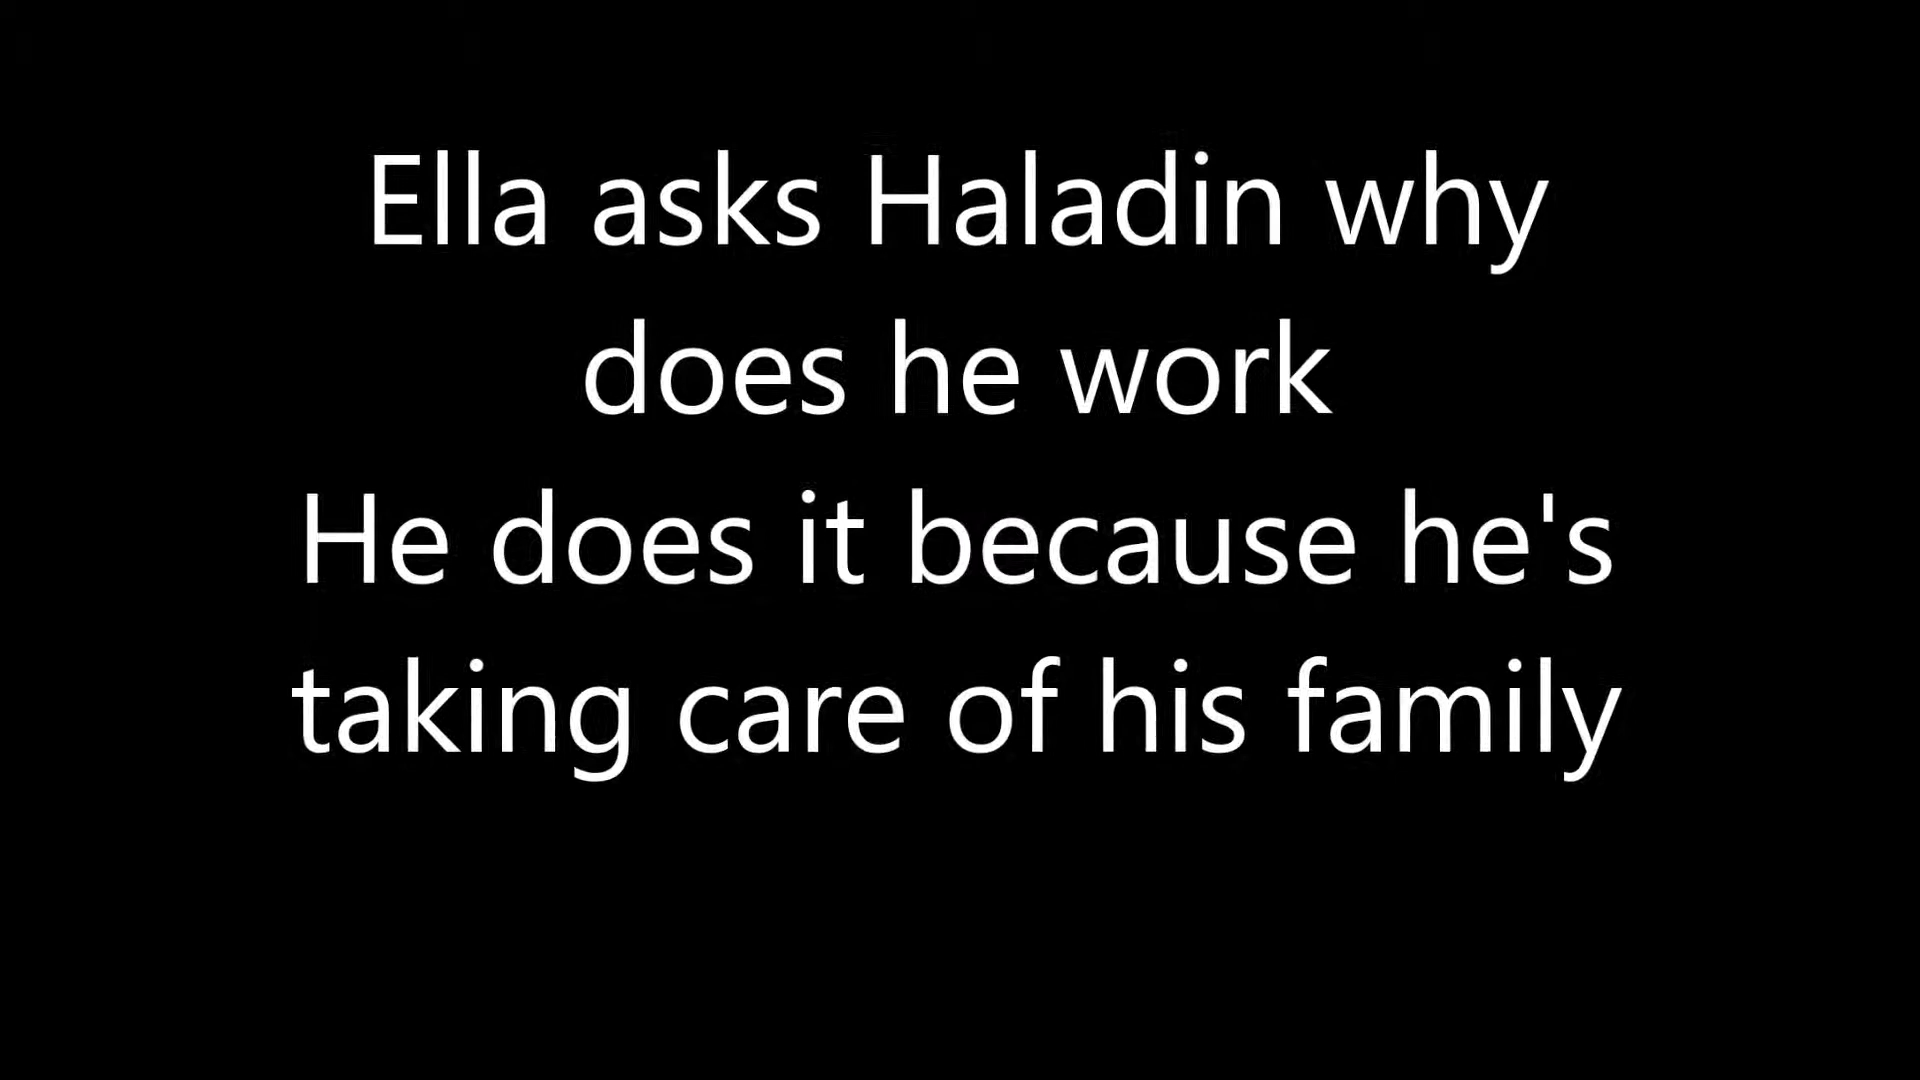 Ella asks Haladin why
does he work
He does it because he's
taking care of his family